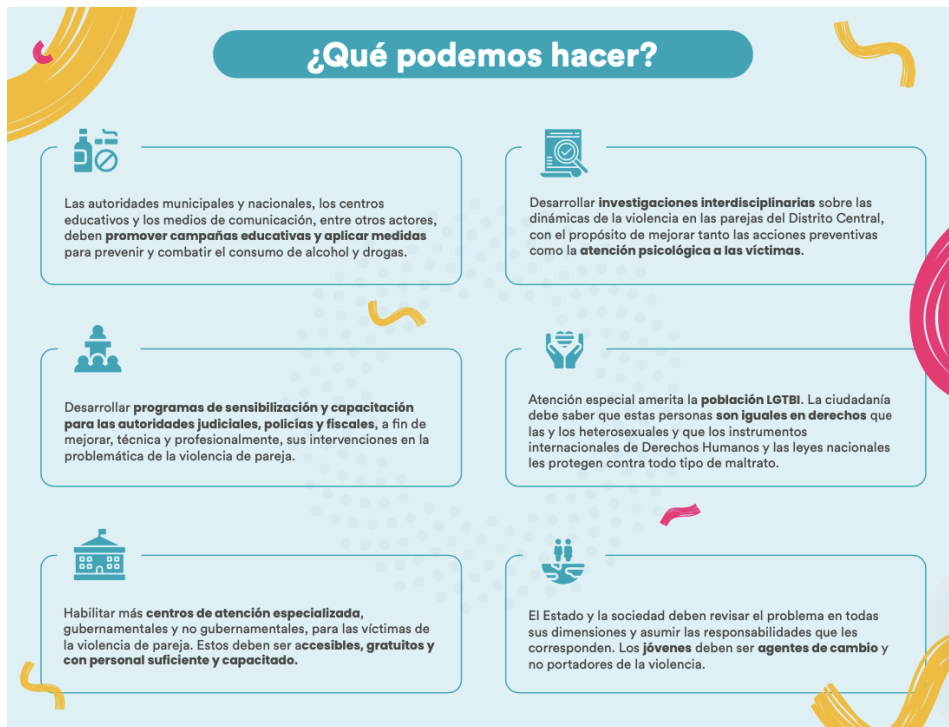 ¿Qué podemos hacer?
Las autoridades municipales y nacionales, los centros
educativos y los medios de comunicación, entre otros actores,
deben promover campañas educativas y aplicar medidas
para prevenir y combatir el consumo de alcohol y drogas.
Desarrollar investigaciones interdisciplinarias sobre las
dinámicas de la violencia en las parejas del Distrito Central,
con el propósito de mejorar tanto las acciones preventivas
como la atención psicológica a las víctimas.
Desarrollar programas de sensibilización y capacitación
para las autoridades judiciales, policías y fiscales, a fin de
mejorar, técnica y profesionalmente, sus intervenciones en la
problemática de la violencia de pareja.
Atención especial amerita la población LGTBI. La ciudadanía
debe saber que estas personas son iguales en derechos que
las y los heterosexuales y que los instrumentos
internacionales de Derechos Humanos y las leyes nacionales
les protegen contra todo tipo de maltrato.
Habilitar más centros de atención especializada,
gubernamentales y no gubernamentales, para las víctimas de
la violencia de pareja. Estos deben ser accesibles, gratuitos y
con personal suficiente y capacitado.
El Estado y la sociedad deben revisar el problema en todas
sus dimensiones y asumir las responsabilidades que les
corresponden. Los jóvenes deben ser agentes de cambio y
no portadores de la violencia.